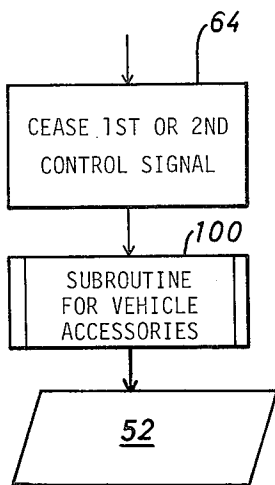 64
CEASE 1ST OR 2ND
CONTROL SIGNAL
100
SUBROUTINE
FOR VEHICLE
ACCESSORIES
52